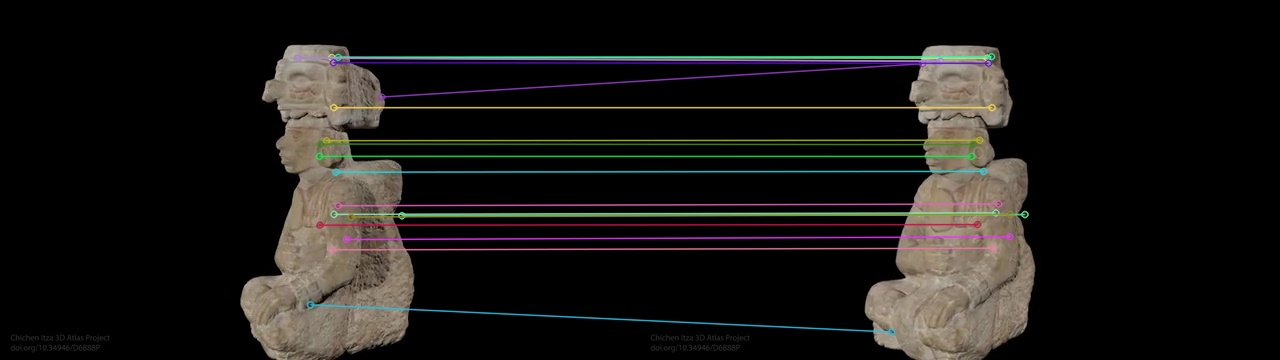 Chichen Itza 3D Atlas Project
doi.org/10.34946/D6B88P
Chichen Itza 3D Atlas Project
doi.org/10.34946/D6B88P